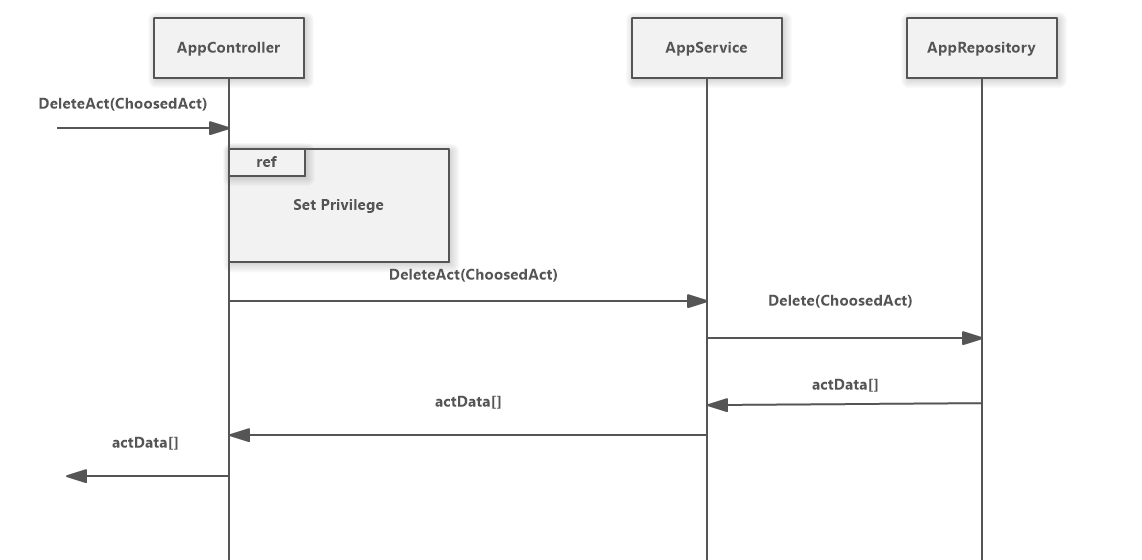 AppController
AppService
AppRepository
DeleteAct(ChoosedAct)
ref
Set Privilege
DeleteAct(ChoosedAct)
Delete(ChoosedAct)
actData[]
actData[]
actData[]